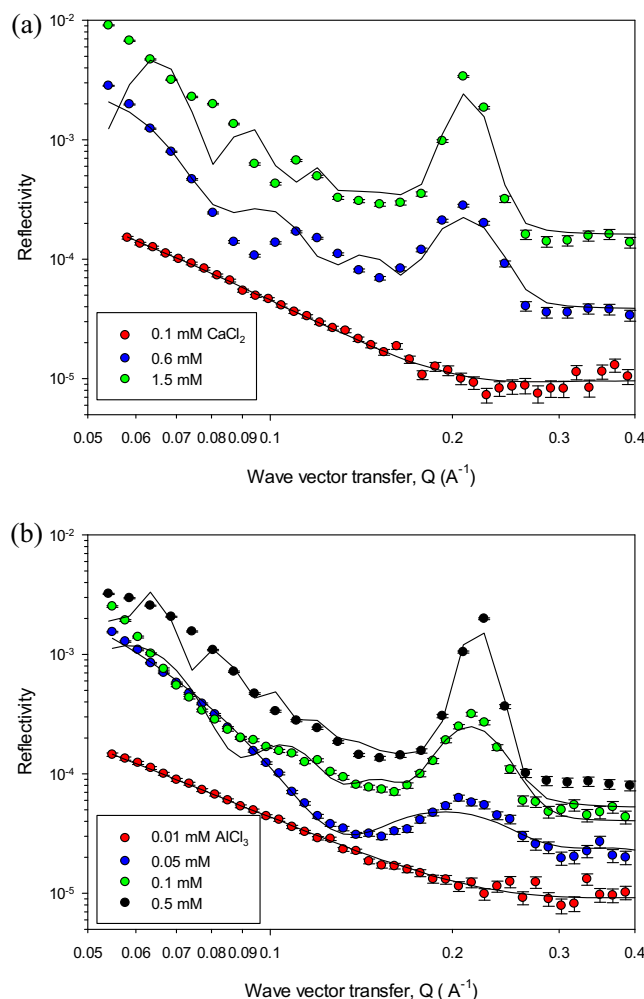 (a)
10⁻²
10⁻³
10⁻⁴
10⁻⁵
Reflectivity
0.1 mM CaCl₂
0.6 mM
1.5 mM
0.05 0.06 0.07 0.08 0.09 0.1 0.2 0.3 0.4
Wave vector transfer, Q (A⁻¹)
(b)
10⁻²
10⁻³
10⁻⁴
10⁻⁵
Reflectivity
0.01 mM AlCl₃
0.05 mM
0.1 mM
0.5 mM
0.05 0.06 0.07 0.08 0.09 0.1 0.2 0.3 0.4
Wave vector transfer, Q ( A⁻¹)